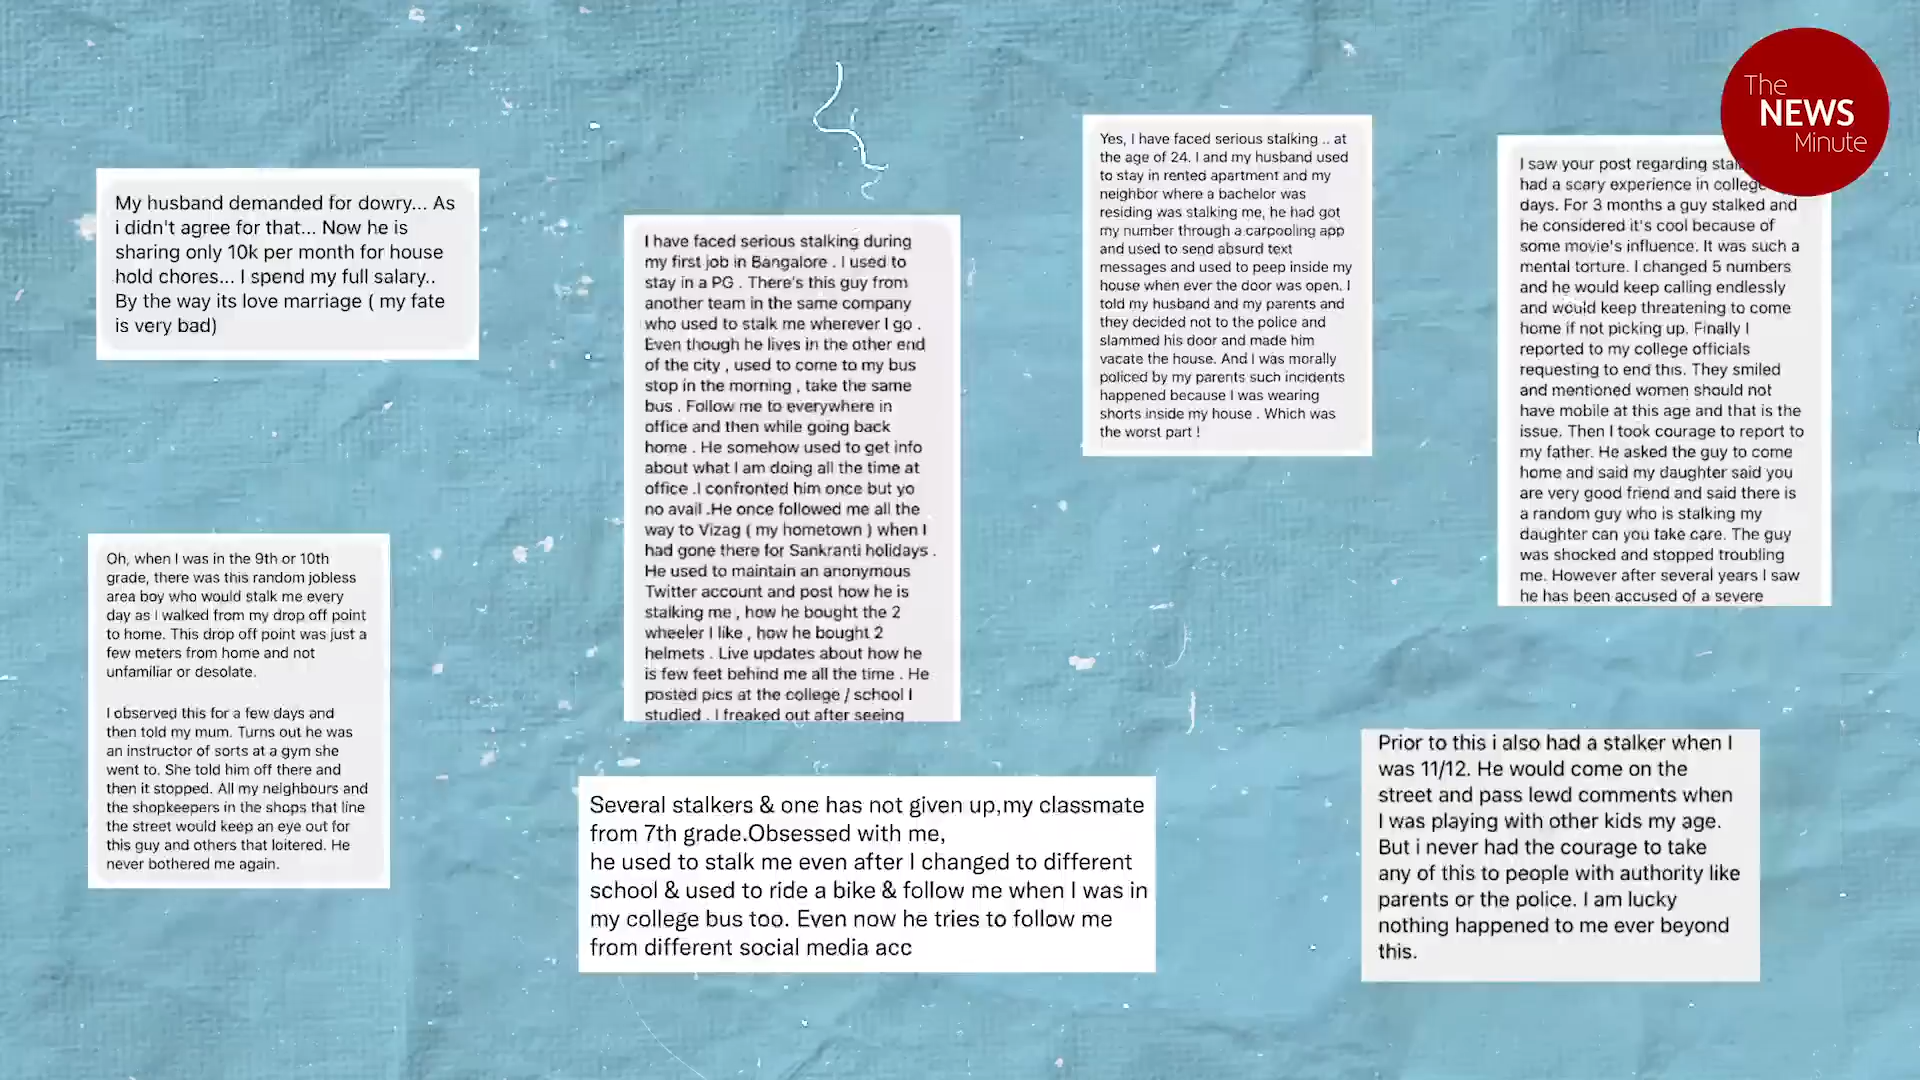 The
NEWS
Minute
My husband demanded for dowry... As
i didn't agree for that... Now he is
sharing only 10k per month for house
hold chores... I spend my full salary..
By the way its love marriage ( my fate
is very bad)
Oh, when I was in the 9th or 10th
grade, there was this random jobless
area boy who would stalk me every
day as I walked from my drop off point
to home. This drop off point was just a
few meters from home and not
unfamiliar or desolate.
I observed this for a few days and
then told my mum. Turns out he was
an instructor of sorts at a gym she
went to. She told him off there and
then it stopped. All my neighbours and
the shopkeepers in the shops that line
the street would keep an eye out for
this guy and others that loitered. He
never bothered me again.
I have faced serious stalking during
my first job in Bangalore . I used to
stay in a PG . There's this guy from
another team in the same company
who used to stalk me wherever I go .
Even though he lives in the other end
of the city , used to come to my bus
stop in the morning , take the same
bus . Follow me to everywhere in
office and then while going back
home . He somehow used to get info
about what I am doing all the time at
office .I confronted him once but yo
no avail .He once followed me all the
way to Vizag ( my hometown ) when I
had gone there for Sankranti holidays .
He used to maintain an anonymous
Twitter account and post how he is
stalking me , how he bought the 2
wheeler I like , how he bought 2
helmets . Live updates about how he
is few feet behind me all the time . He
posted pics at the college / school I
studied . I freaked out after seeing
Several stalkers & one has not given up,my classmate
from 7th grade.Obsessed with me,
he used to stalk me even after I changed to different
school & used to ride a bike & follow me when I was in
my college bus too. Even now he tries to follow me
from different social media acc
Yes, I have faced serious stalking .. at
the age of 24. I and my husband used
to stay in rented apartment and my
neighbor where a bachelor was
residing was stalking me, he had got
my number through a carpooling app
and used to send absurd text
messages and used to peep inside my
house when ever the door was open. I
told my husband and my parents and
they decided not to the police and
slammed his door and made him
vacate the house. And I was morally
policed by my parents such incidents
happened because I was wearing
shorts inside my house . Which was
the worst part !
I saw your post regarding
had a scary experience in college
days. For 3 months a guy stalked and
he considered it's cool because of
some movie's influence. It was such a
mental torture. I changed 5 numbers
and he would keep calling endlessly
and would keep threatening to come
home if not picking up. Finally I
reported to my college officials
requesting to end this. They smiled
and mentioned women should not
have mobile at this age and that is the
issue. Then I took courage to report to
my father. He asked the guy to come
home and said my daughter said you
are very good friend and said there is
a random guy who is stalking my
daughter can you take care. The guy
was shocked and stopped troubling
me. However after several years I saw
he has been accused of a severe
Prior to this i also had a stalker when I
was 11/12. He would come on the
street and pass lewd comments when
I was playing with other kids my age.
But i never had the courage to take
any of this to people with authority like
parents or the police. I am lucky
nothing happened to me ever beyond
this.